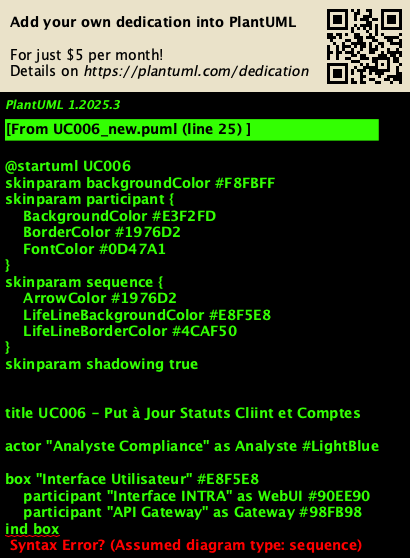 Add your own dedication into PlantUML
For just $5 per month!
Details on https://plantuml.com/dedication
PlantUML 1.2025.3
[From UC006_new.puml (line 25) ]
@startuml UC006
skinparam backgroundColor #F8FBFF
skinparam participant {
BackgroundColor #E3F2FD
BorderColor #1976D2
FontColor #0D47A1
}
skinparam sequence {
ArrowColor #1976D2
LifeLineBackgroundColor #E8F5E8
LifeLineBorderColor #4CAF50
}
skinparam shadowing true
title UC006 - Put à Jour Statuts Cliint et Comptes
actor "Analyste Compliance" as Analyste #LightBlue
box "Interface Utilisateur" #E8F5E8
participant "Interface INTRA" as WebUI #90EE90
participant "API Gateway" as Gateway #98FB98
ind box
Syntax Error? (Assumed diagram type: sequence)